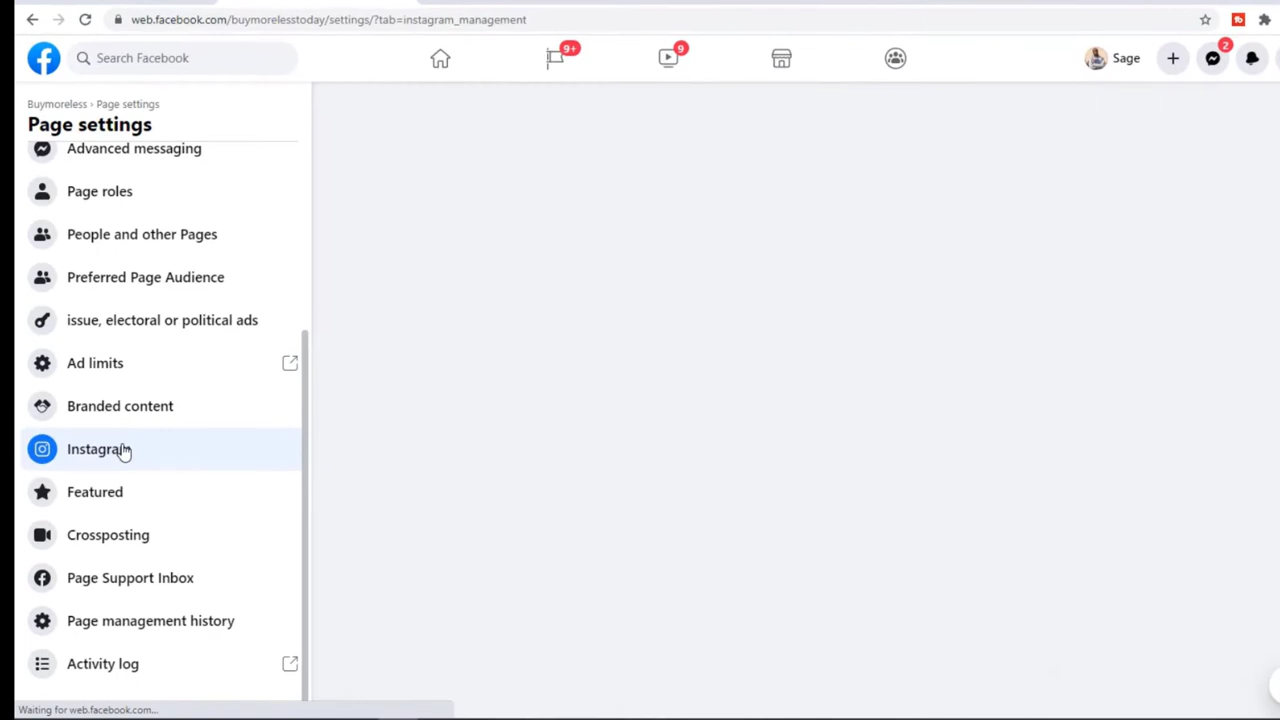 web.facebook.com/buymorelesstoday/settings/?tab=instagram_management
Search Facebook
9+
9
Sage
2
Buymoreless › Page settings
Page settings
Advanced messaging
Page roles
People and other Pages
Preferred Page Audience
issue, electoral or political ads
Ad limits
Branded content
Instagram
Featured
Crossposting
Page Support Inbox
Page management history
Activity log
Waiting for web.facebook.com...